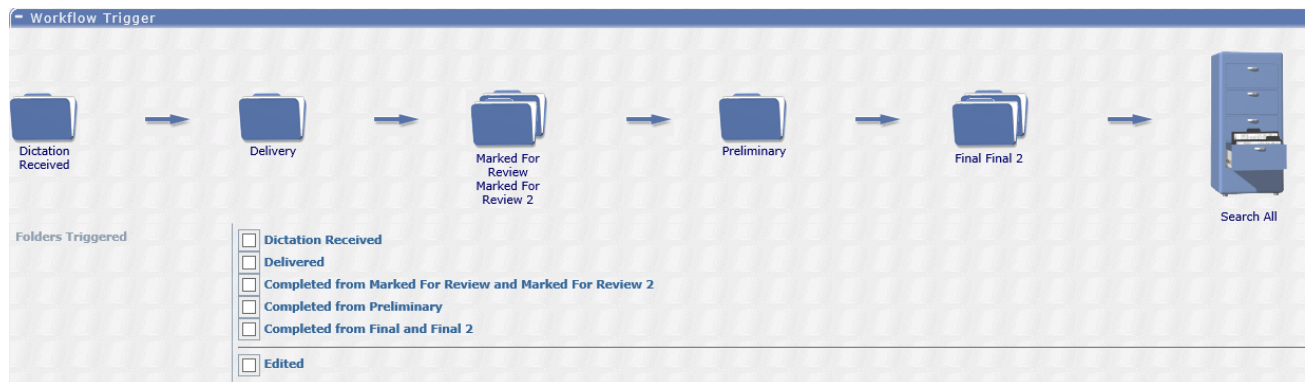 Workflow Trigger
Dictation
Received
Delivery
Marked For
Review
Marked For
Review 2
Preliminary
Final Final 2
Search All
Folders Triggered
Dictation Received
Delivered
Completed from Marked For Review and Marked For Review 2
Completed from Preliminary
Completed from Final and Final 2
Edited